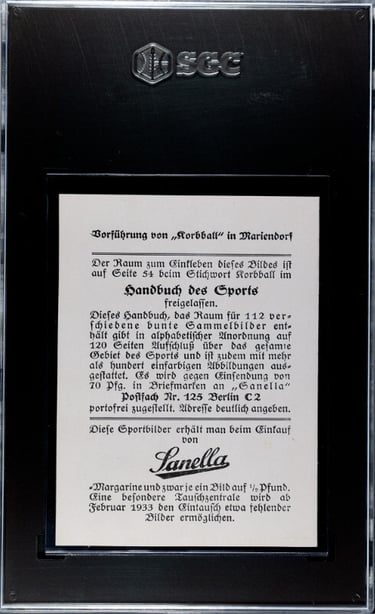 SGC
Vorführung von „Korbball“ in Mariendorf
Der Raum zum Einkleben dieses Bildes ist
auf Seite 54 beim Stichwort Korbball im
Handbuch des Sports
freigelassen.
Dieses Handbuch, das Raum für 112 ver-
schiedene bunte Sammelbilder ent-
hält gibt in alphabetischer Anordnung auf
120 Seiten Aufschluß über das gesamte
Gebiet des Sports und ist zudem mit mehr
als hundert einfarbigen Abbildungen aus-
gestattet. Es wird gegen Einsendung von
70 Pfg. in Briefmarken an „Sanella“
Postfach Nr. 125 Berlin C 2
portofrei zugestellt. Adresse deutlich angeben.
Diese Sportbilder erhält man beim Einkauf
von
Sanella
-Margarine und zwar je ein Bild auf ½ Pfund.
Eine besondere Tauschzentrale wird ab
Februar 1933 den Eintausch etwa fehlender
Bilder ermöglichen.